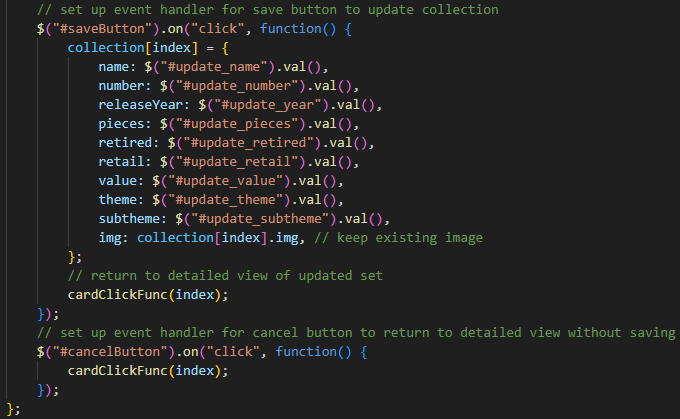 // set up event handler for save button to update collection
$("#saveButton").on("click", function() {
collection[index] = {
name: $("#update_name").val(),
number: $("#update_number").val(),
releaseYear: $("#update_year").val(),
pieces: $("#update_pieces").val(),
retired: $("#update_retired").val(),
retail: $("#update_retail").val(),
value: $("#update_value").val(),
theme: $("#update_theme").val(),
subtheme: $("#update_subtheme").val(),
img: collection[index].img, // keep existing image
};
// return to detailed view of updated set
cardClickFunc(index);
});
// set up event handler for cancel button to return to detailed view without saving
$("#cancelButton").on("click", function() {
cardClickFunc(index);
});
};